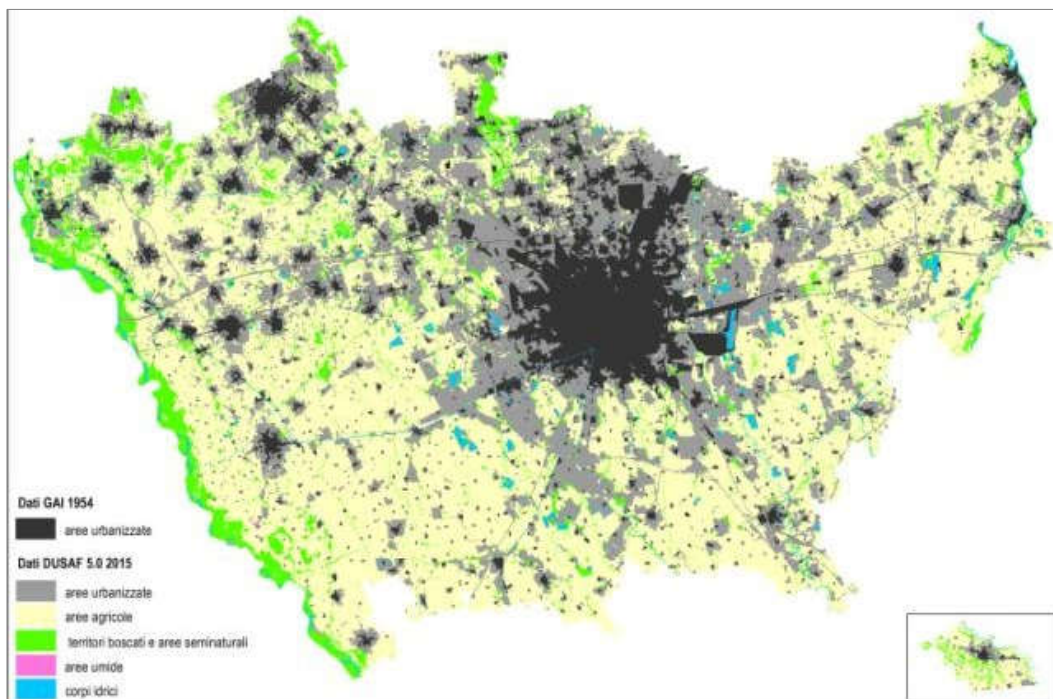 Dati GAI 1954
aree urbanizzate
Dati DUSAF 5.0 2015
aree urbanizzate
aree agricole
territori boscati e aree seminaturali
aree umide
corpi idrici